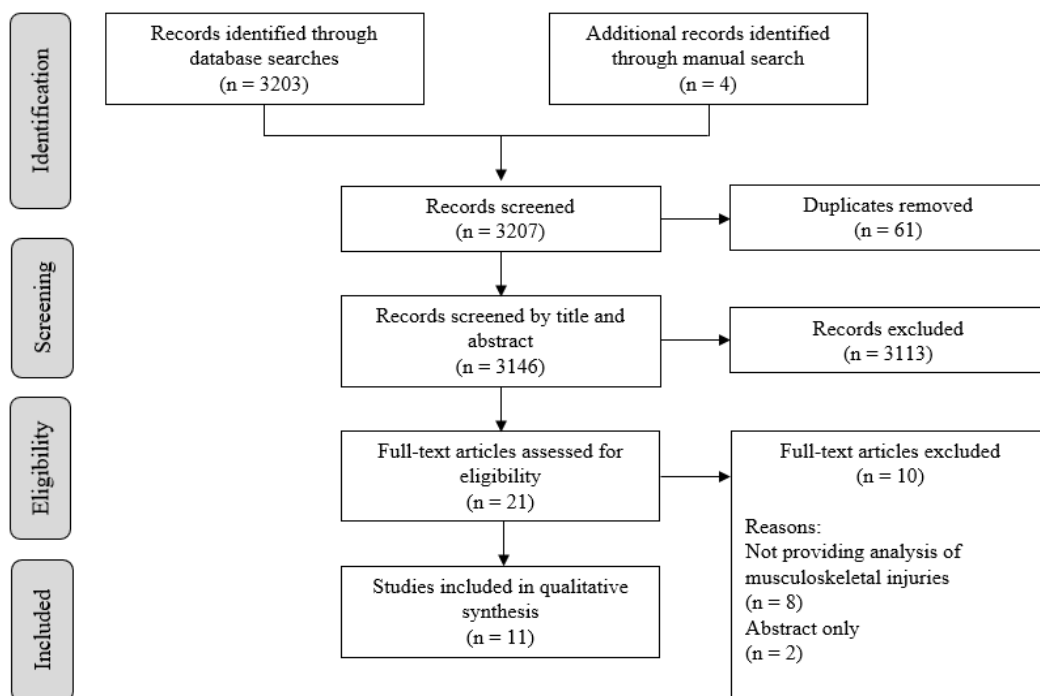 Identification
Records identified through
database searches
(n = 3203)
Additional records identified
through manual search
(n = 4)
Records screened
(n = 3207)
Duplicates removed
(n = 61)
Screening
Records screened by title and
abstract
(n = 3146)
Records excluded
(n = 3113)
Eligibility
Full-text articles assessed for
eligibility
(n = 21)
Full-text articles excluded
(n = 10)
Reasons:
Not providing analysis of
musculoskeletal injuries
(n = 8)
Abstract only
(n = 2)
Included
Studies included in qualitative
synthesis
(n = 11)